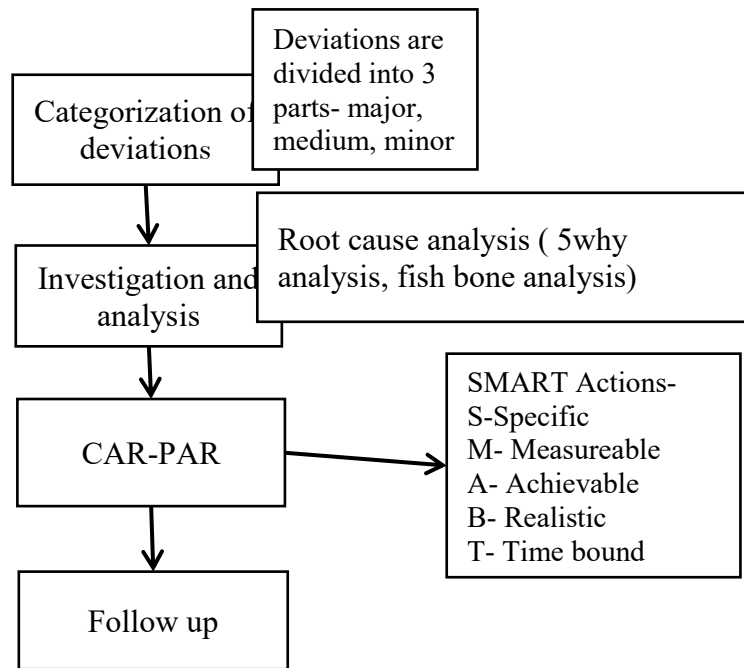 Categorization of
deviations
Deviations are
divided into 3
parts- major,
medium, minor
Investigation and
analysis
Root cause analysis ( 5why
analysis, fish bone analysis)
CAR-PAR
SMART Actions-
S-Specific
M- Measureable
A- Achievable
B- Realistic
T- Time bound
Follow up